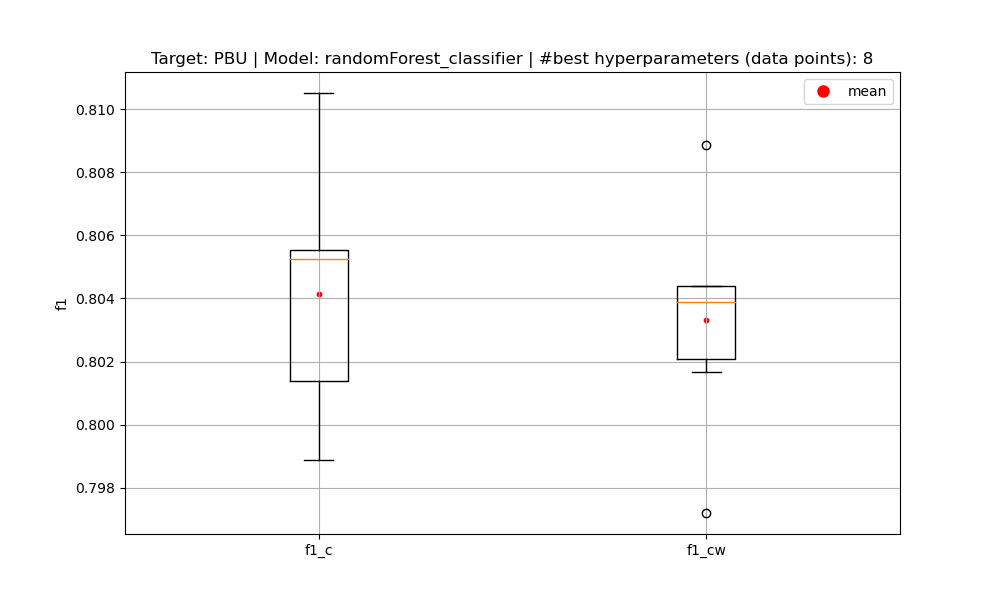 Target: PBU | Model: randomForest_classifier | #best hyperparameters (data points): 8
mean
0.810
0.808
0.806
0.804
0.802
0.800
0.798
f1
f1_c
f1_cw